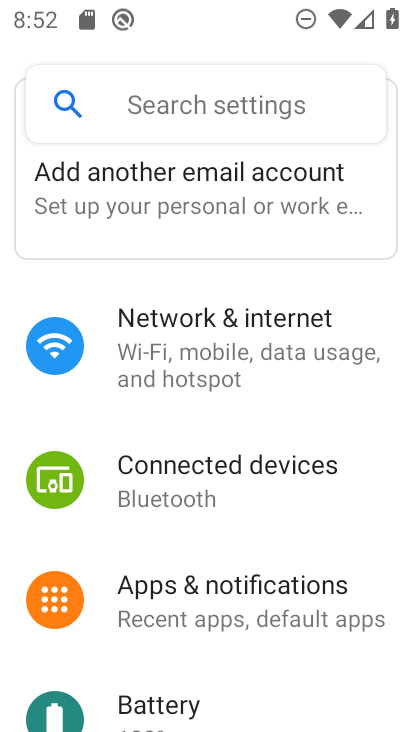 8:52
Search settings
Add another email account
Set up your personal or work e…
Network & internet
Wi-Fi, mobile, data usage,
and hotspot
Connected devices
Bluetooth
Apps & notifications
Recent apps, default apps
Battery